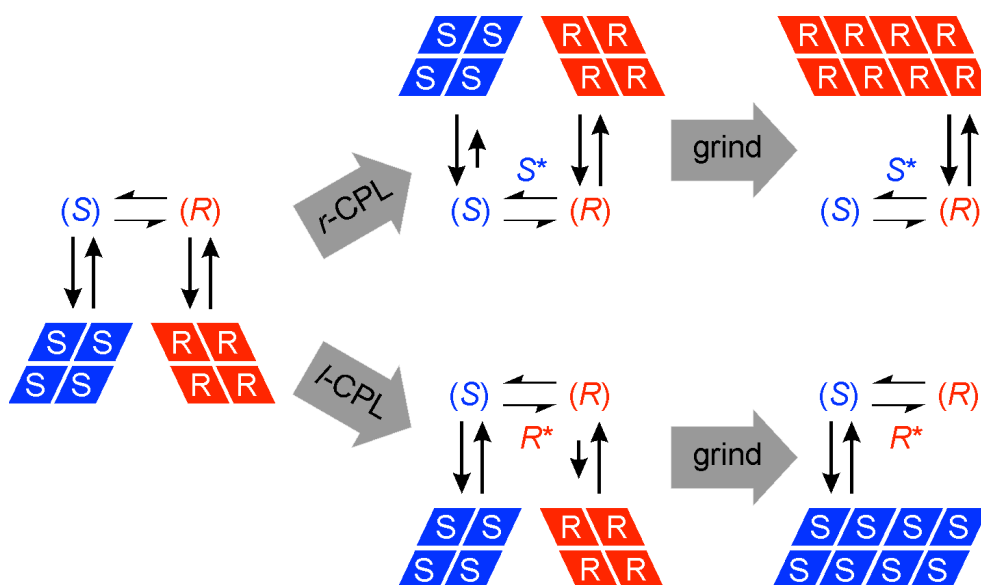 S S R R R R R R
S S R R R R R R
r-CPL
grind
S*
S*
(S) (R)
(S) (R)
(S) (R)
S S R R
S S R R
l-CPL
(S) (R)
(S) (R)
R*
R*
grind
S S R R S S S S
S S R R S S S S